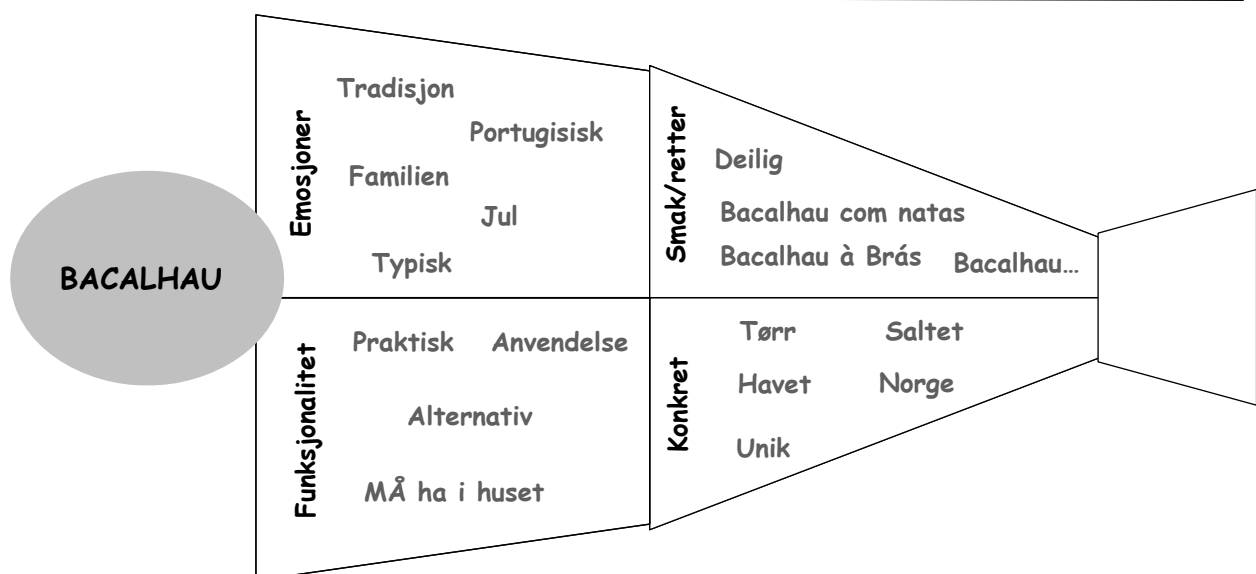 BACALHAU
Emosjoner
Tradisjon
Portugisisk
Familien
Jul
Typisk
Smak/retter
Deilig
Bacalhau com natas
Bacalhau à Brás
Bacalhau...
Funksjonalitet
Praktisk
Anvendelse
Alternativ
MÅ ha i huset
Konkret
Tørr
Saltet
Havet
Norge
Unik